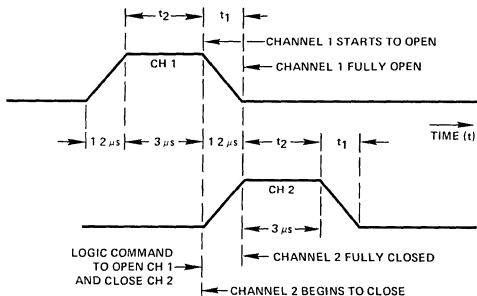 t2
t1
CHANNEL 1 STARTS TO OPEN
CH 1
CHANNEL 1 FULLY OPEN
1 2 μs
3 μs
1 2 μs
t2
t1
TIME (t)
CH 2
3 μs
LOGIC COMMAND
TO OPEN CH 1
AND CLOSE CH 2
CHANNEL 2 FULLY CLOSED
CHANNEL 2 BEGINS TO CLOSE